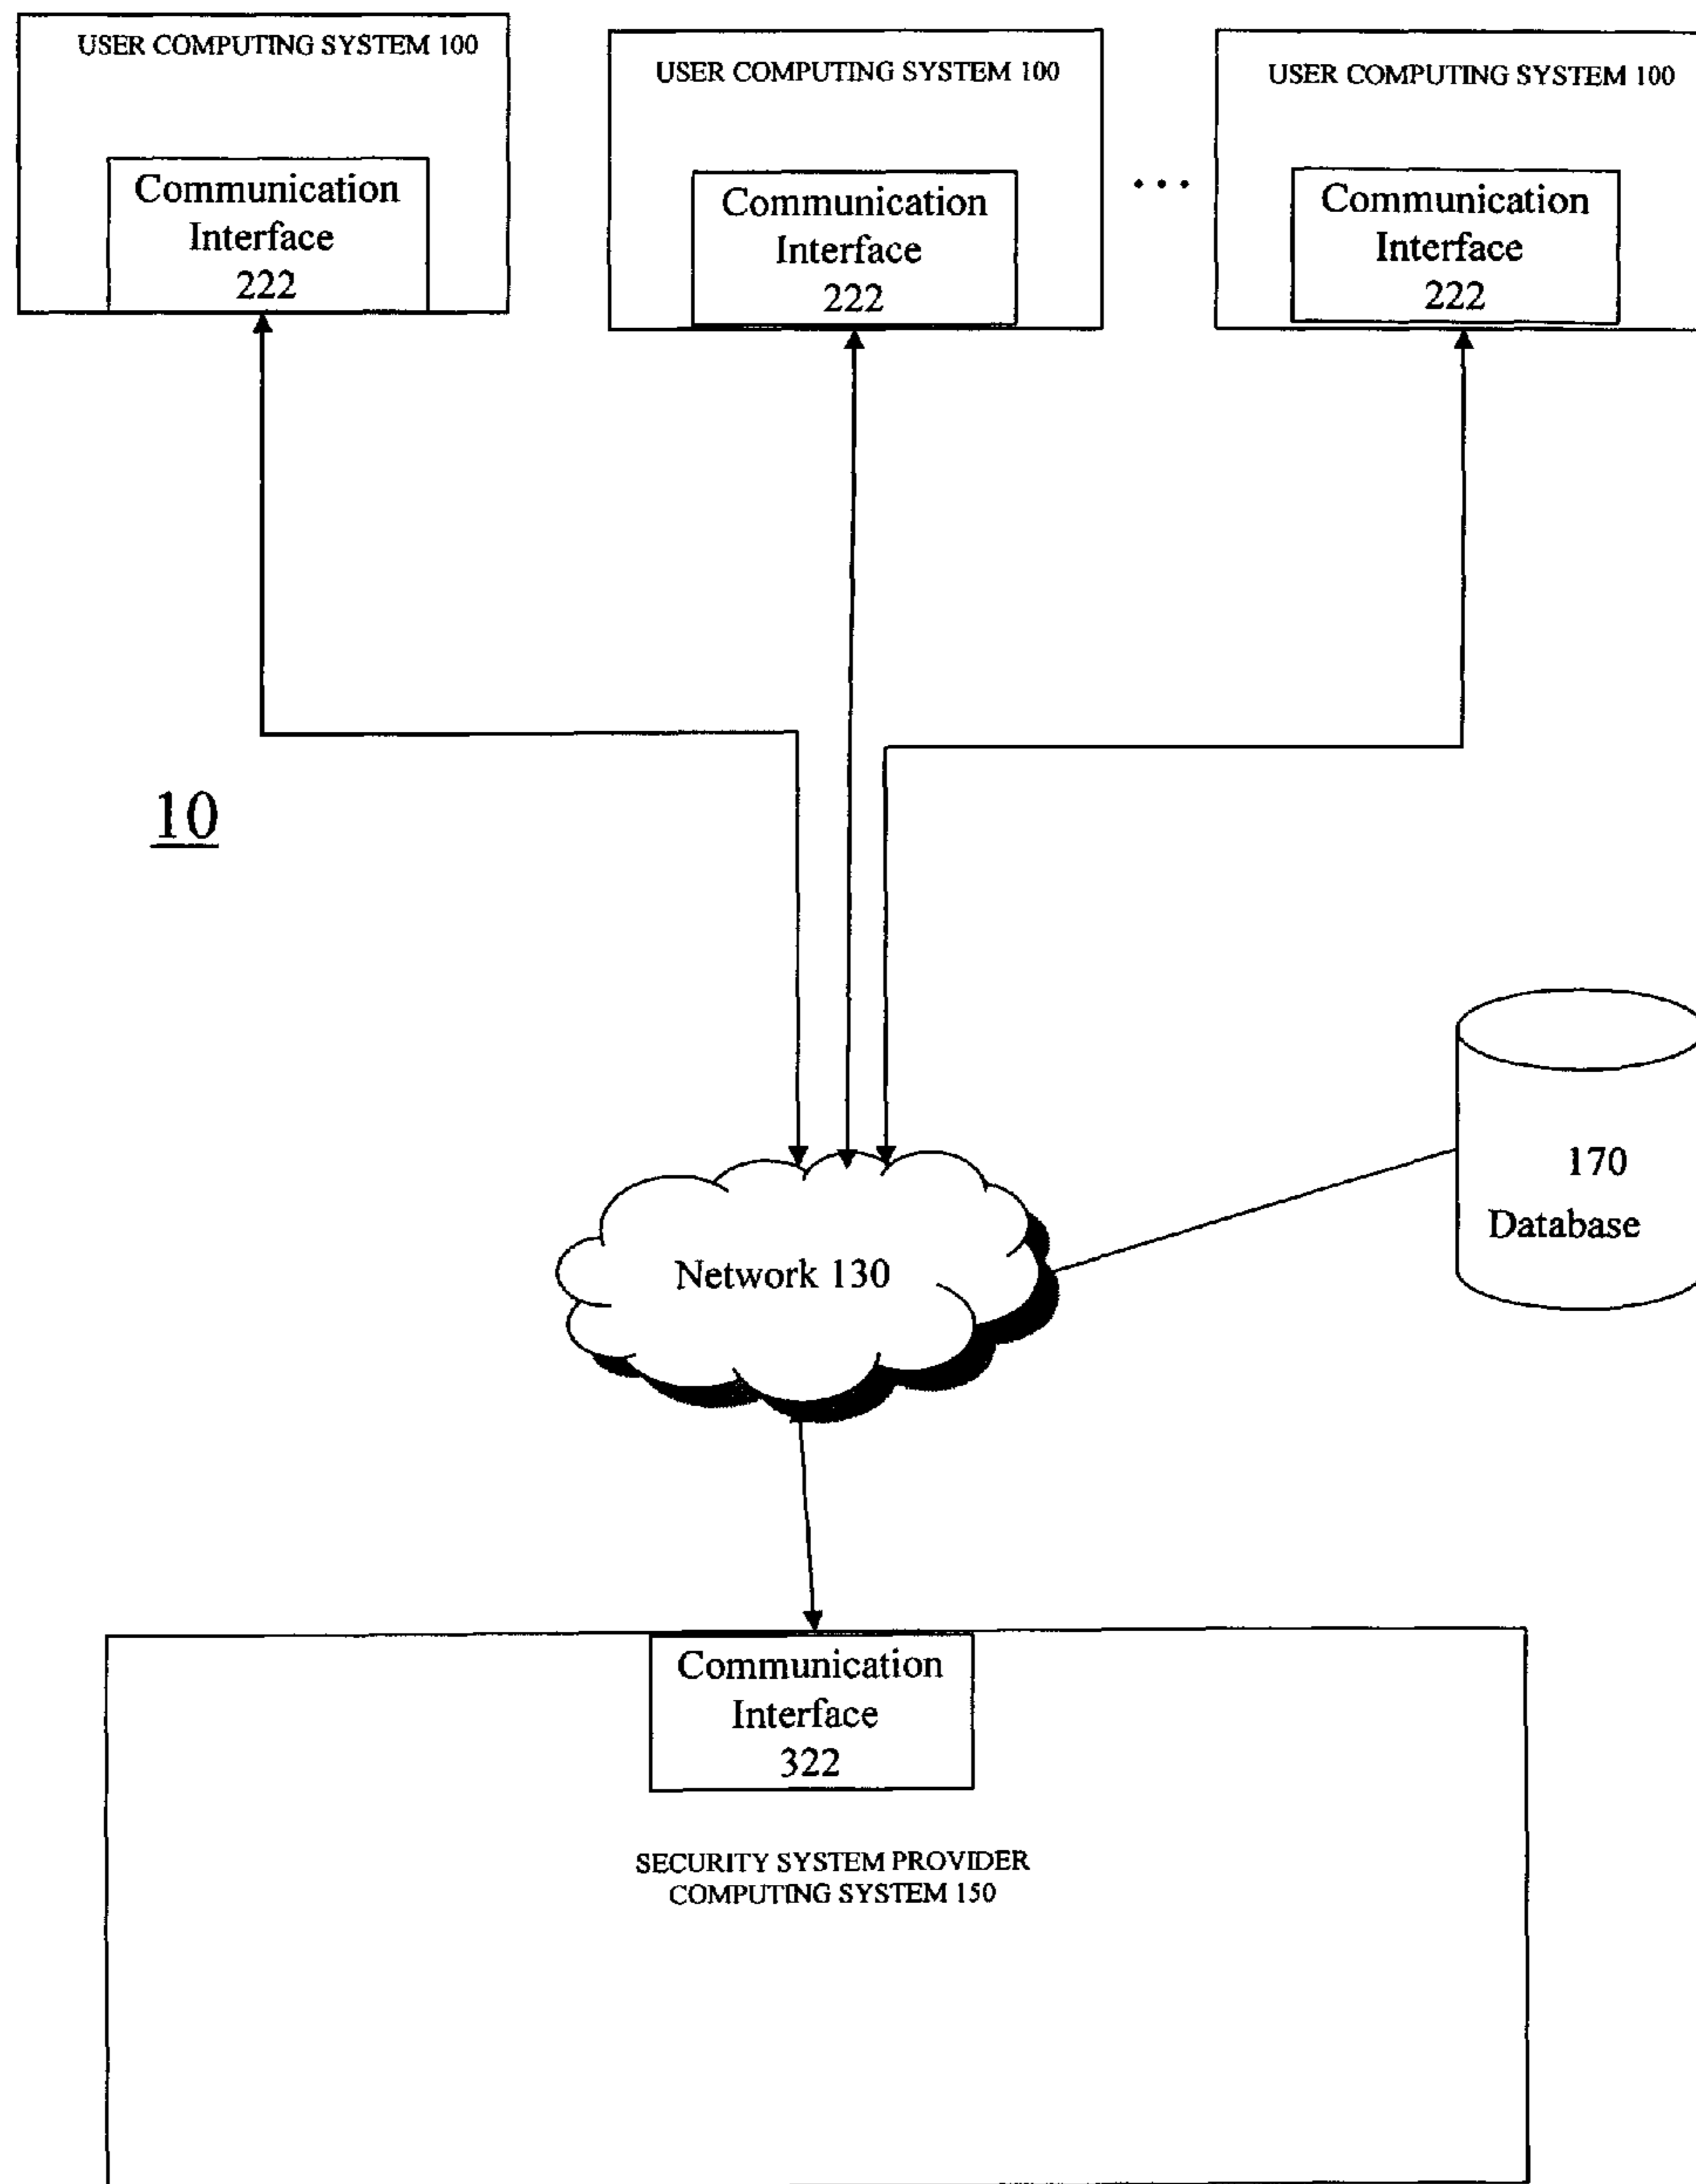 USER COMPUTING SYSTEM 100
Communication
Interface
222
USER COMPUTING SYSTEM 100
Communication
Interface
222
...
USER COMPUTING SYSTEM 100
Communication
Interface
222
10
170
Database
Network 130
Communication
Interface
322
SECURITY SYSTEM PROVIDER
COMPUTING SYSTEM 150